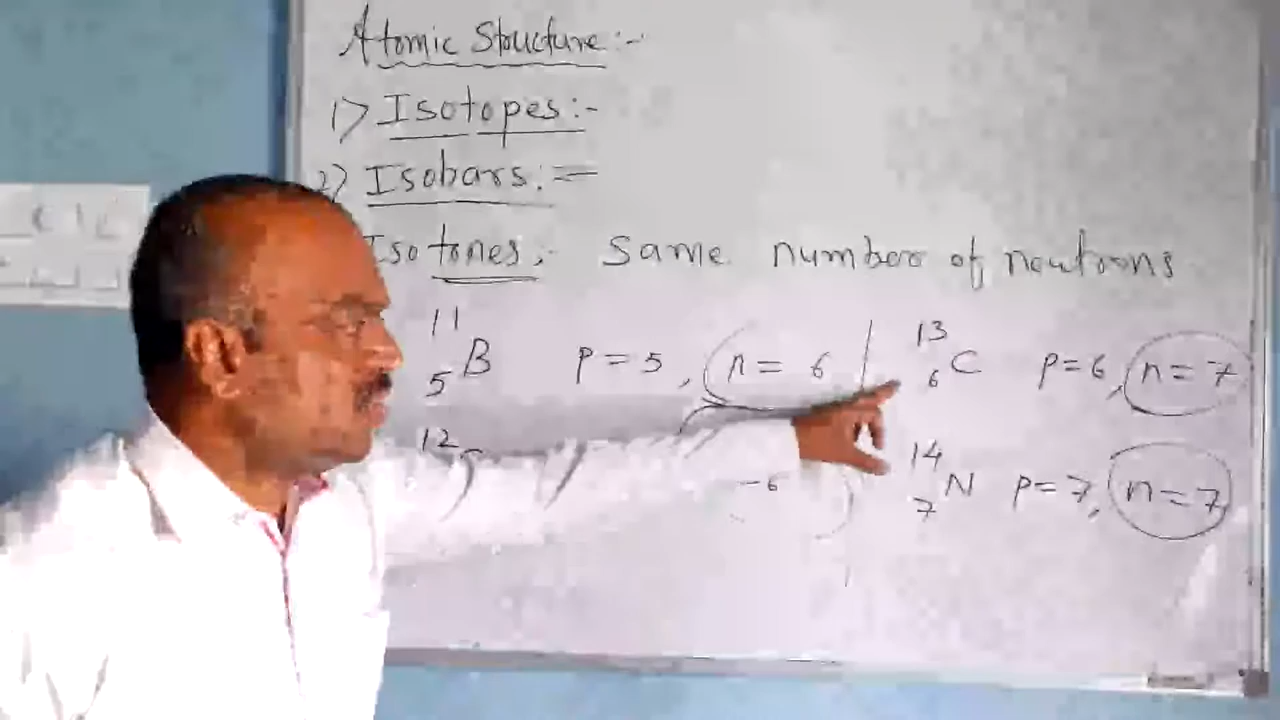 Atomic Structure:-
1) Isotopes:-
2) Isobars:=
Isotones:- Same number of neutrons
11
5 B p=5, n= 6
13
6 C p=6, n=7
12
-6
14
7 N p=7, n=7